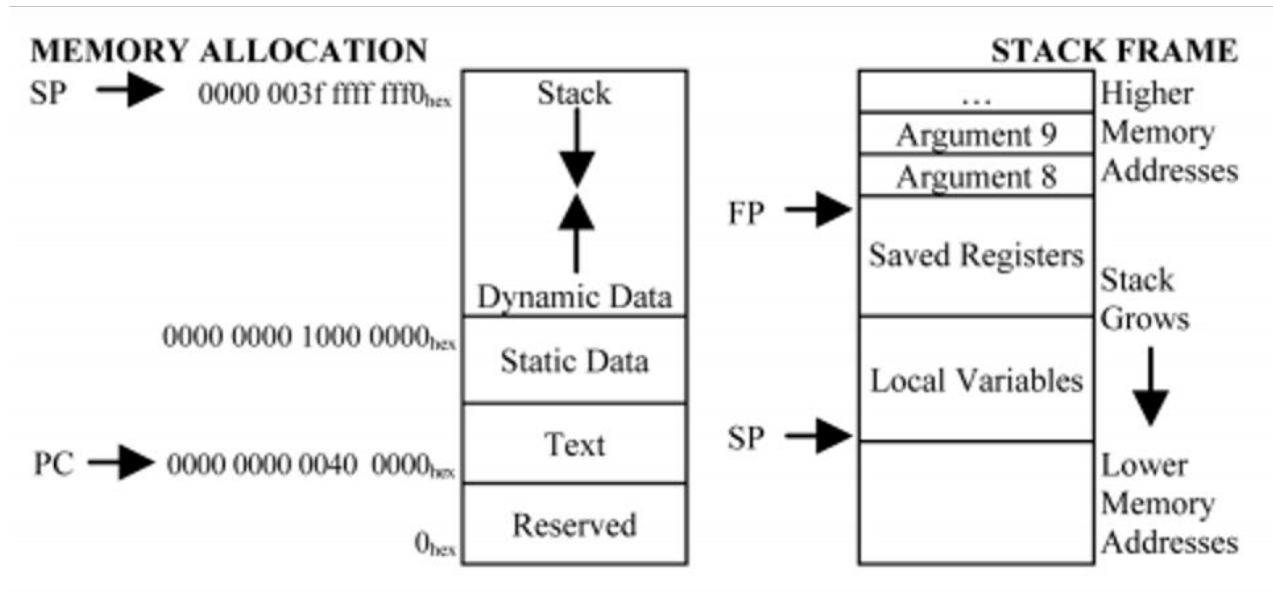 MEMORY ALLOCATION
SP
0000 003f ffff fff0hex
Stack
Dynamic Data
0000 0000 1000 0000hex
Static Data
PC
0000 0000 0040 0000hex
Text
Reserved
0hex
STACK FRAME
…
Argument 9
Argument 8
FP
Saved Registers
Local Variables
SP
Higher
Memory
Addresses
Stack
Grows
Lower
Memory
Addresses